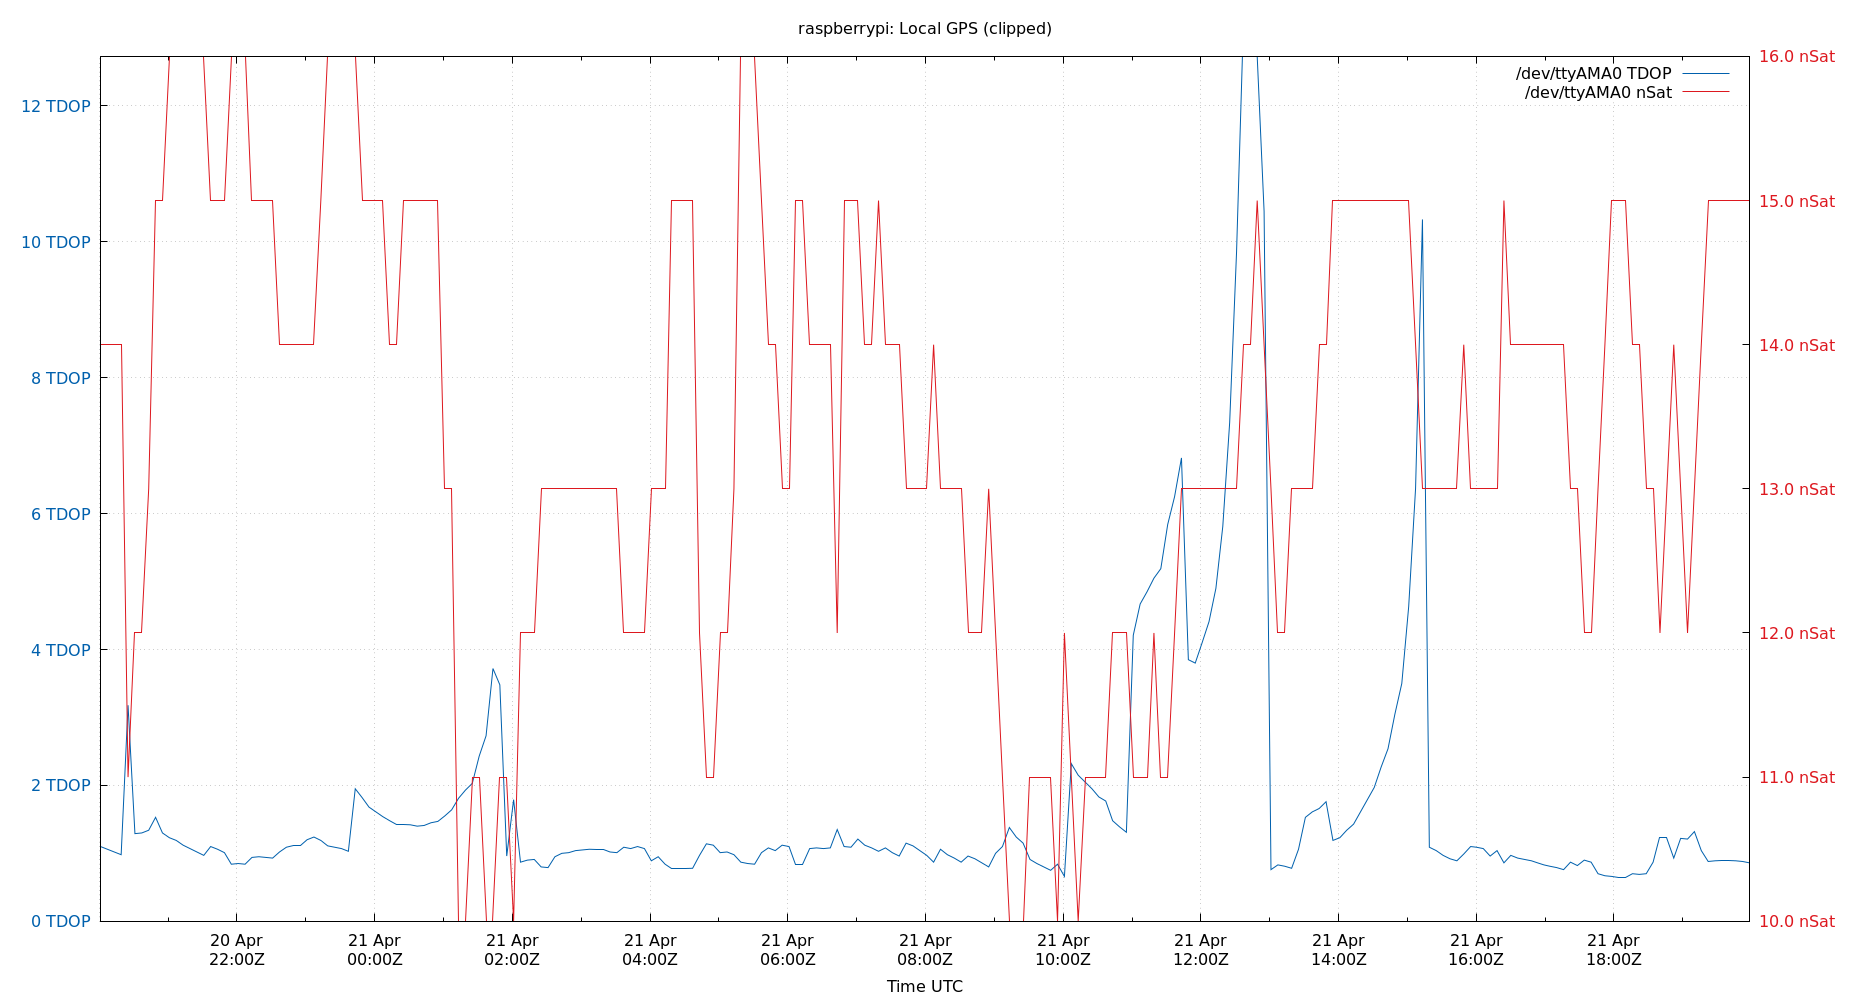 raspberrypi: Local GPS (clipped)
/dev/ttyAMA0 TDOP
/dev/ttyAMA0 nSat
12 TDOP
10 TDOP
8 TDOP
6 TDOP
4 TDOP
2 TDOP
0 TDOP
16.0 nSat
15.0 nSat
14.0 nSat
13.0 nSat
12.0 nSat
11.0 nSat
10.0 nSat
20 Apr
22:00Z
21 Apr
00:00Z
21 Apr
02:00Z
21 Apr
04:00Z
21 Apr
06:00Z
21 Apr
08:00Z
21 Apr
10:00Z
21 Apr
12:00Z
21 Apr
14:00Z
21 Apr
16:00Z
21 Apr
18:00Z
Time UTC